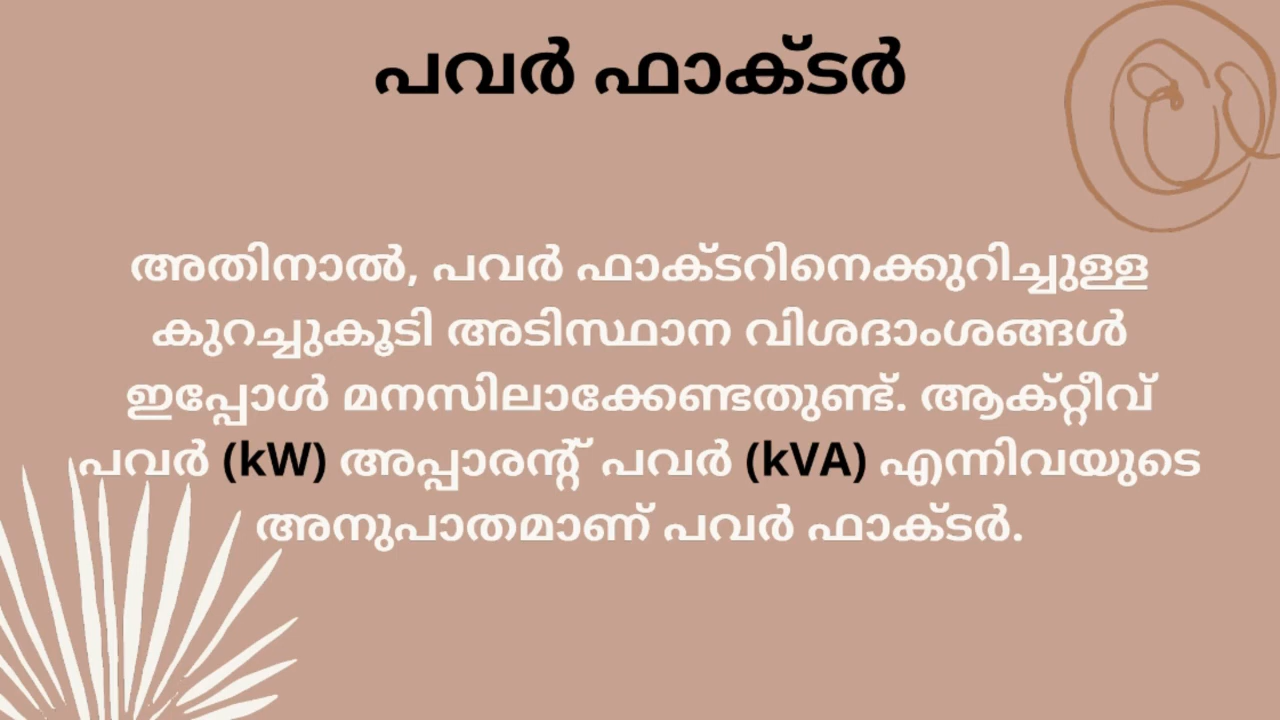 പവർ ഫാക്ടർ
അതിനാൽ, പവർ ഫാക്ടറിനെക്കുറിച്ചുള്ള
കുറച്ചുകൂടി അടിസ്ഥാന വിശദാംശങ്ങൾ
ഇപ്പോൾ മനസിലാക്കേണ്ടതുണ്ട്. ആക്റ്റീവ്
പവർ (kW) അപ്പാരന്റ് പവർ (kVA) എന്നിവയുടെ
അനുപാതമാണ് പവർ ഫാക്ടർ.